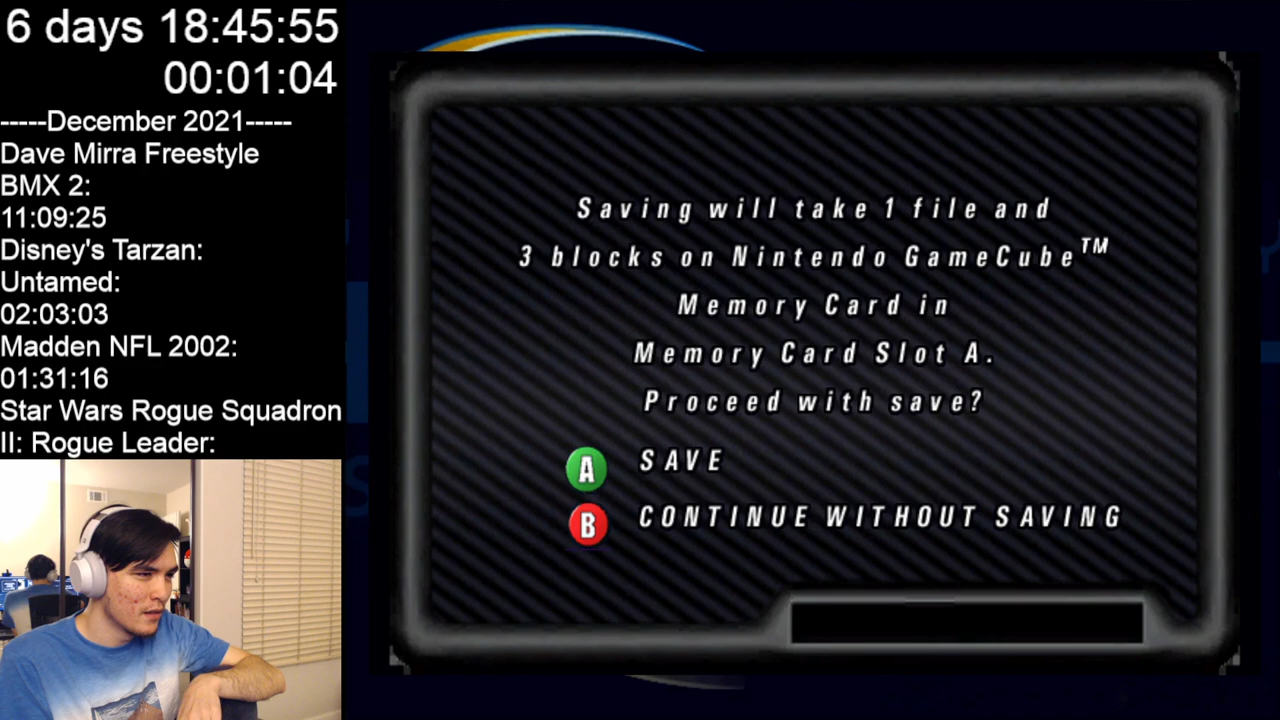 6 days 18:45:55
00:01:04
-----December 2021-----
Dave Mirra Freestyle
BMX 2:
11:09:25
Disney's Tarzan:
Untamed:
02:03:03
Madden NFL 2002:
01:31:16
Star Wars Rogue Squadron
II: Rogue Leader:
Saving will take 1 file and
3 blocks on Nintendo GameCube™
Memory Card in
Memory Card Slot A.
Proceed with save?
A SAVE
B CONTINUE WITHOUT SAVING